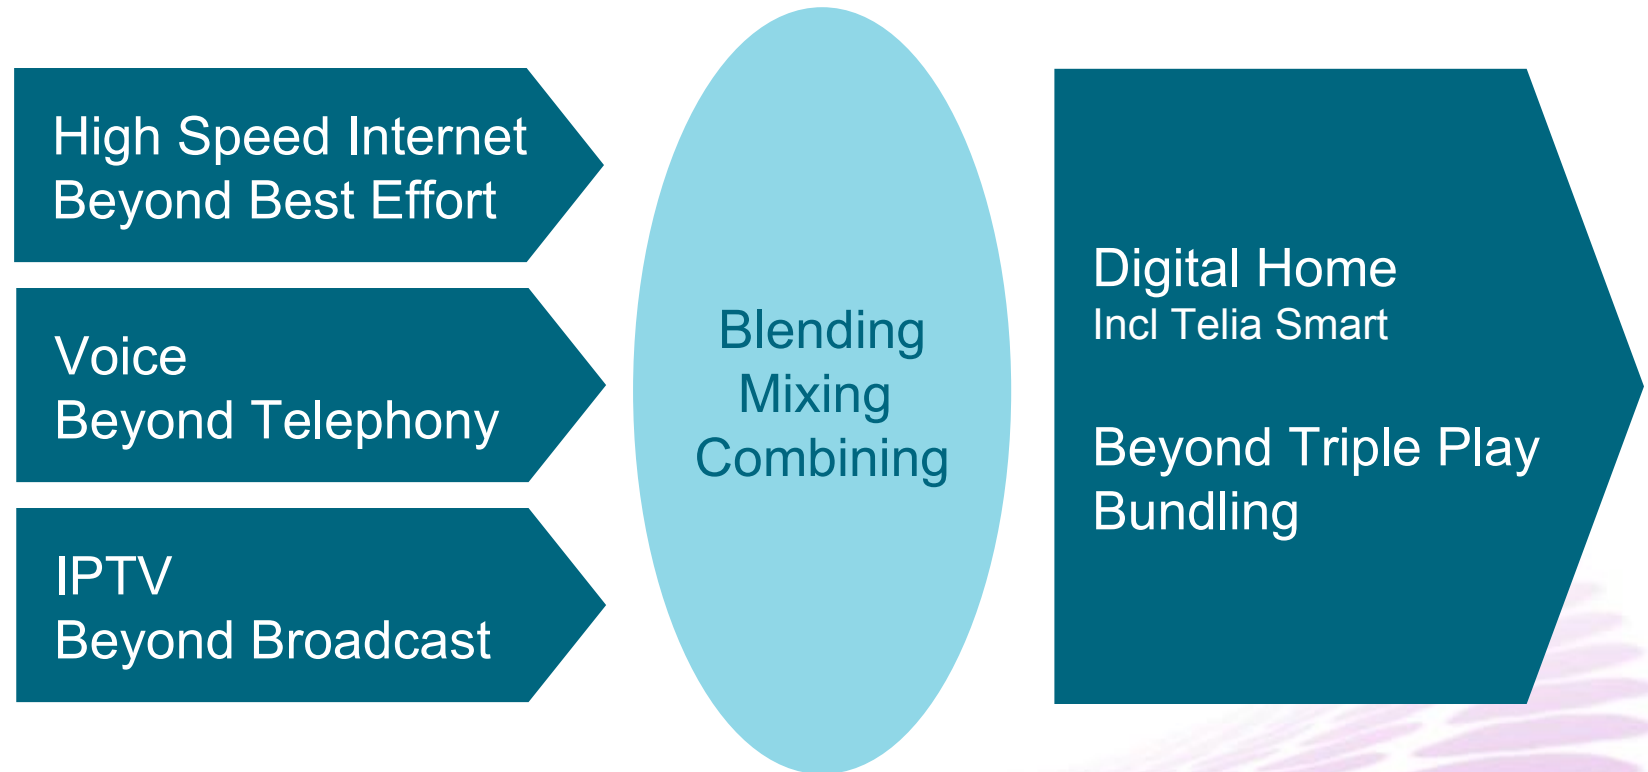 High Speed Internet
Beyond Best Effort
Voice
Beyond Telephony
IPTV
Beyond Broadcast
Blending
Mixing
Combining
Digital Home
Incl Telia Smart
Beyond Triple Play
Bundling